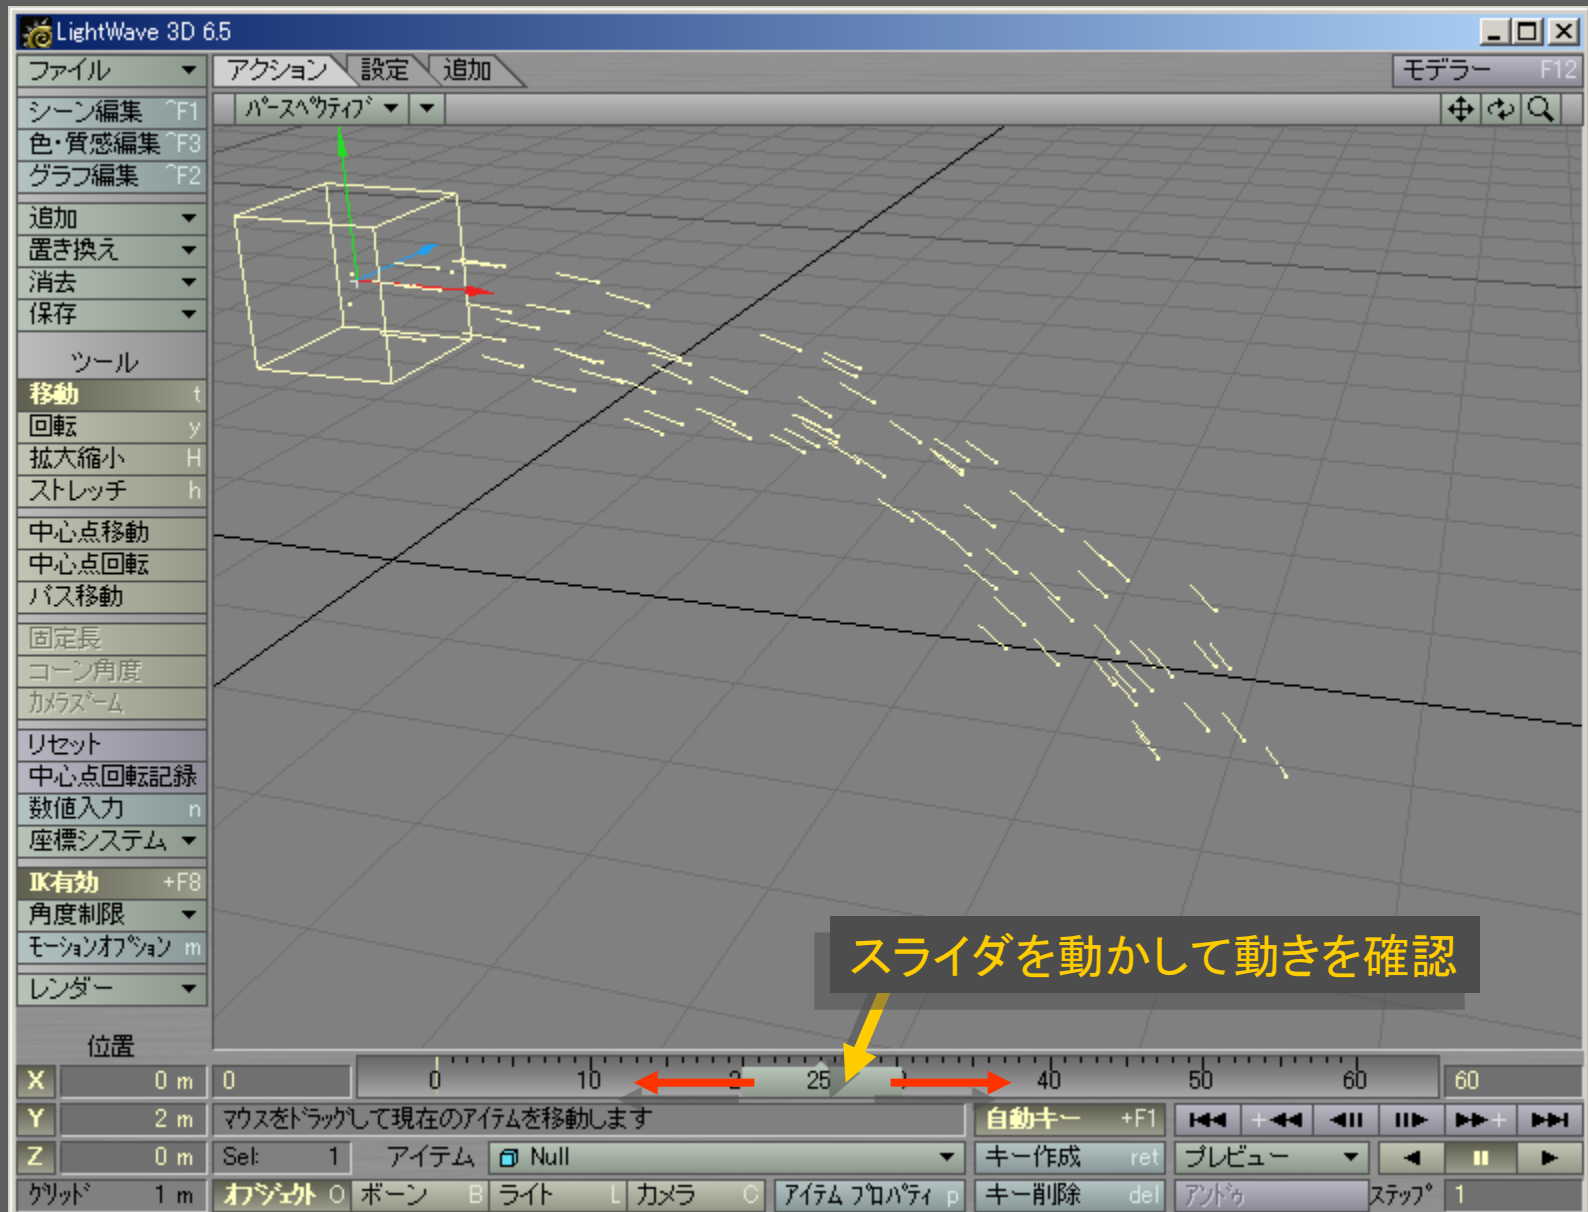 LightWave 3D 6.5
ファイル
アクション 設定 追加
モデラー F12
パースペクティブ
シーン編集 ^F1
色・質感編集 ^F3
グラフ編集 ^F2
追加
置き換え
消去
保存
ツール
移動 t
回転 y
拡大縮小 H
ストレッチ h
中心点移動
中心点回転
パス移動
固定長
コーン角度
カメラズーム
リセット
中心点回転記録
数値入力 n
座標システム
IK有効 +F8
角度制限
モーションオプション m
レンダー
スライダを動かして動きを確認
位置
X 0 m
0
0 10 2 25 40 50 60
60
Y 2 m
マウスをドラッグして現在のアイテムを移動します
自動キー +F1
Z 0 m
Sel: 1
アイテム Null
キー作成 ret
プレビュー
グリッド 1 m
オブジェクト O ボーン B ライト L カメラ C
アイテム プロパティ p
キー削除 del
アンドゥ
ステップ 1